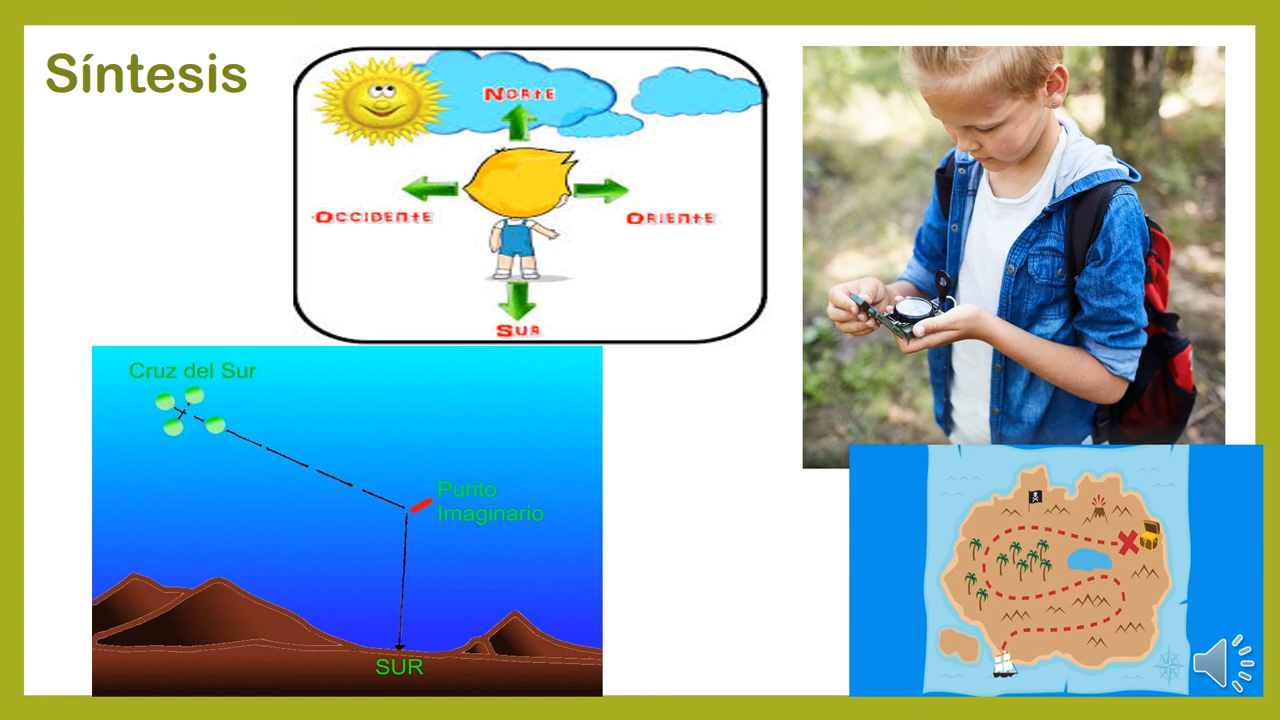 Síntesis
NORtE
OCCIDEntE
ORIEntE
SUR
Cruz del Sur
Punto
Imaginario
SUR